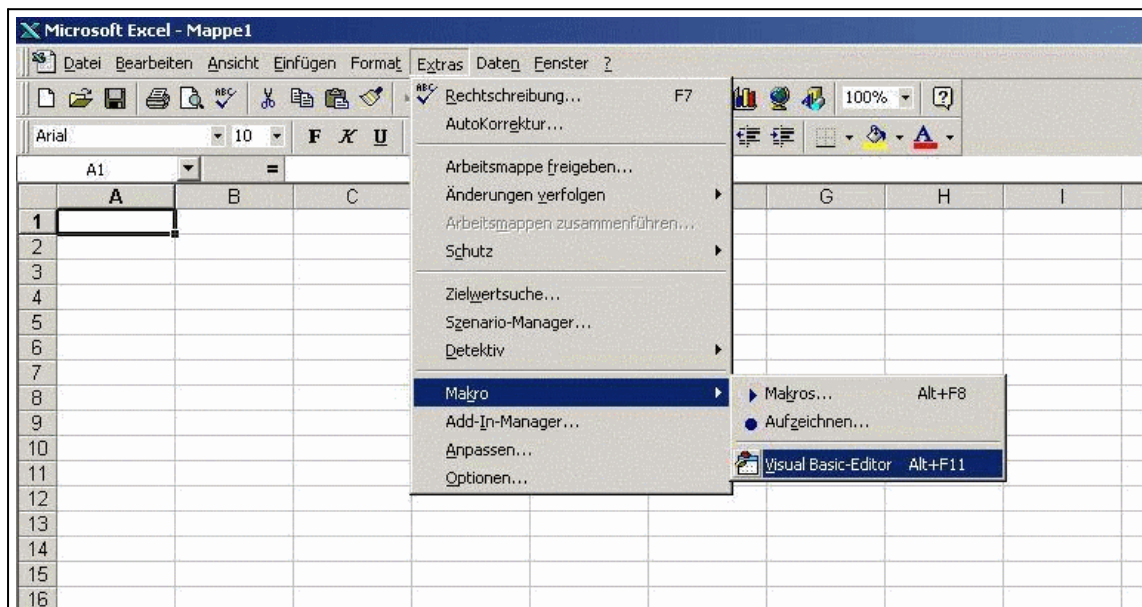 Microsoft Excel - Mappe1
Datei Bearbeiten Ansicht Einfügen Format Extras Daten Fenster ?
ABC
100%
?
Arial 10 F K U
A
A1 =
ABC Rechtschreibung... F7
AutoKorrektur...
Arbeitsmappe freigeben...
Änderungen verfolgen
Arbeitsmappen zusammenführen...
Schutz
Zielwertsuche...
Szenario-Manager...
Detektiv
Makro
Add-In-Manager...
Anpassen...
Optionen...
Makros... Alt+F8
Aufzeichnen...
Visual Basic-Editor Alt+F11
A B C G H I
1
2
3
4
5
6
7
8
9
10
11
12
13
14
15
16